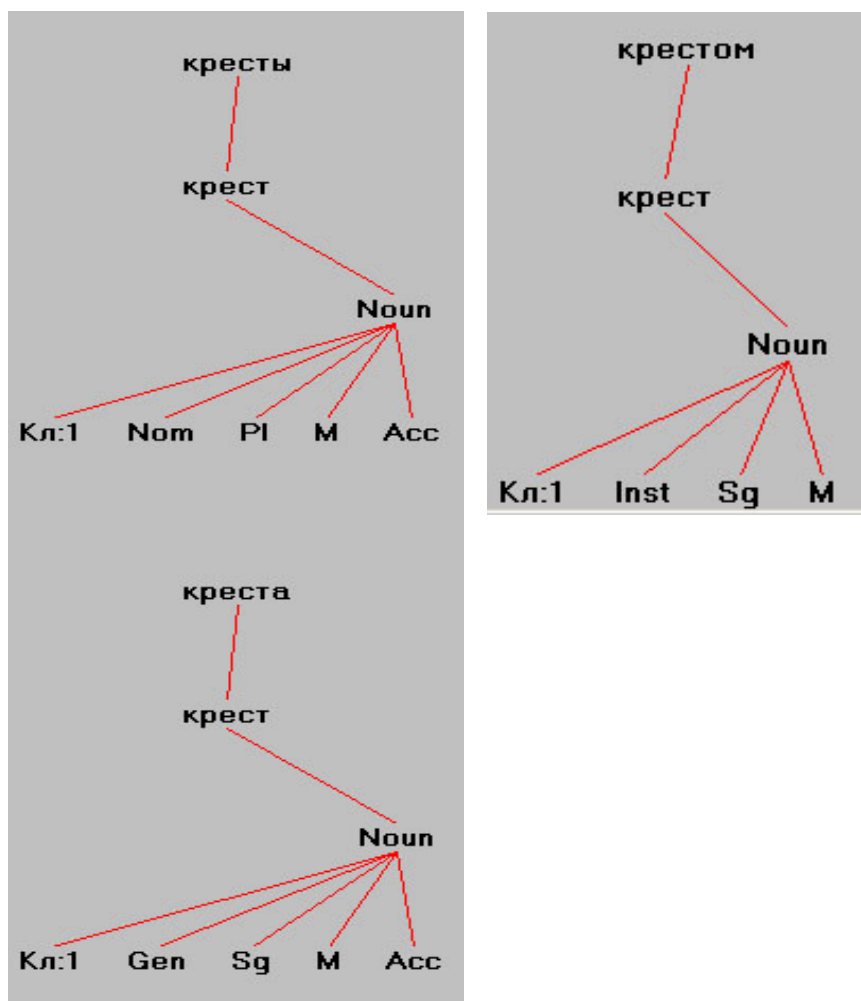 кресты
крест
Noun
Кл:1 Nom Pl M Acc
креста
крест
Noun
Кл:1 Gen Sg M Acc
крестом
крест
Noun
Кл:1 Inst Sg M